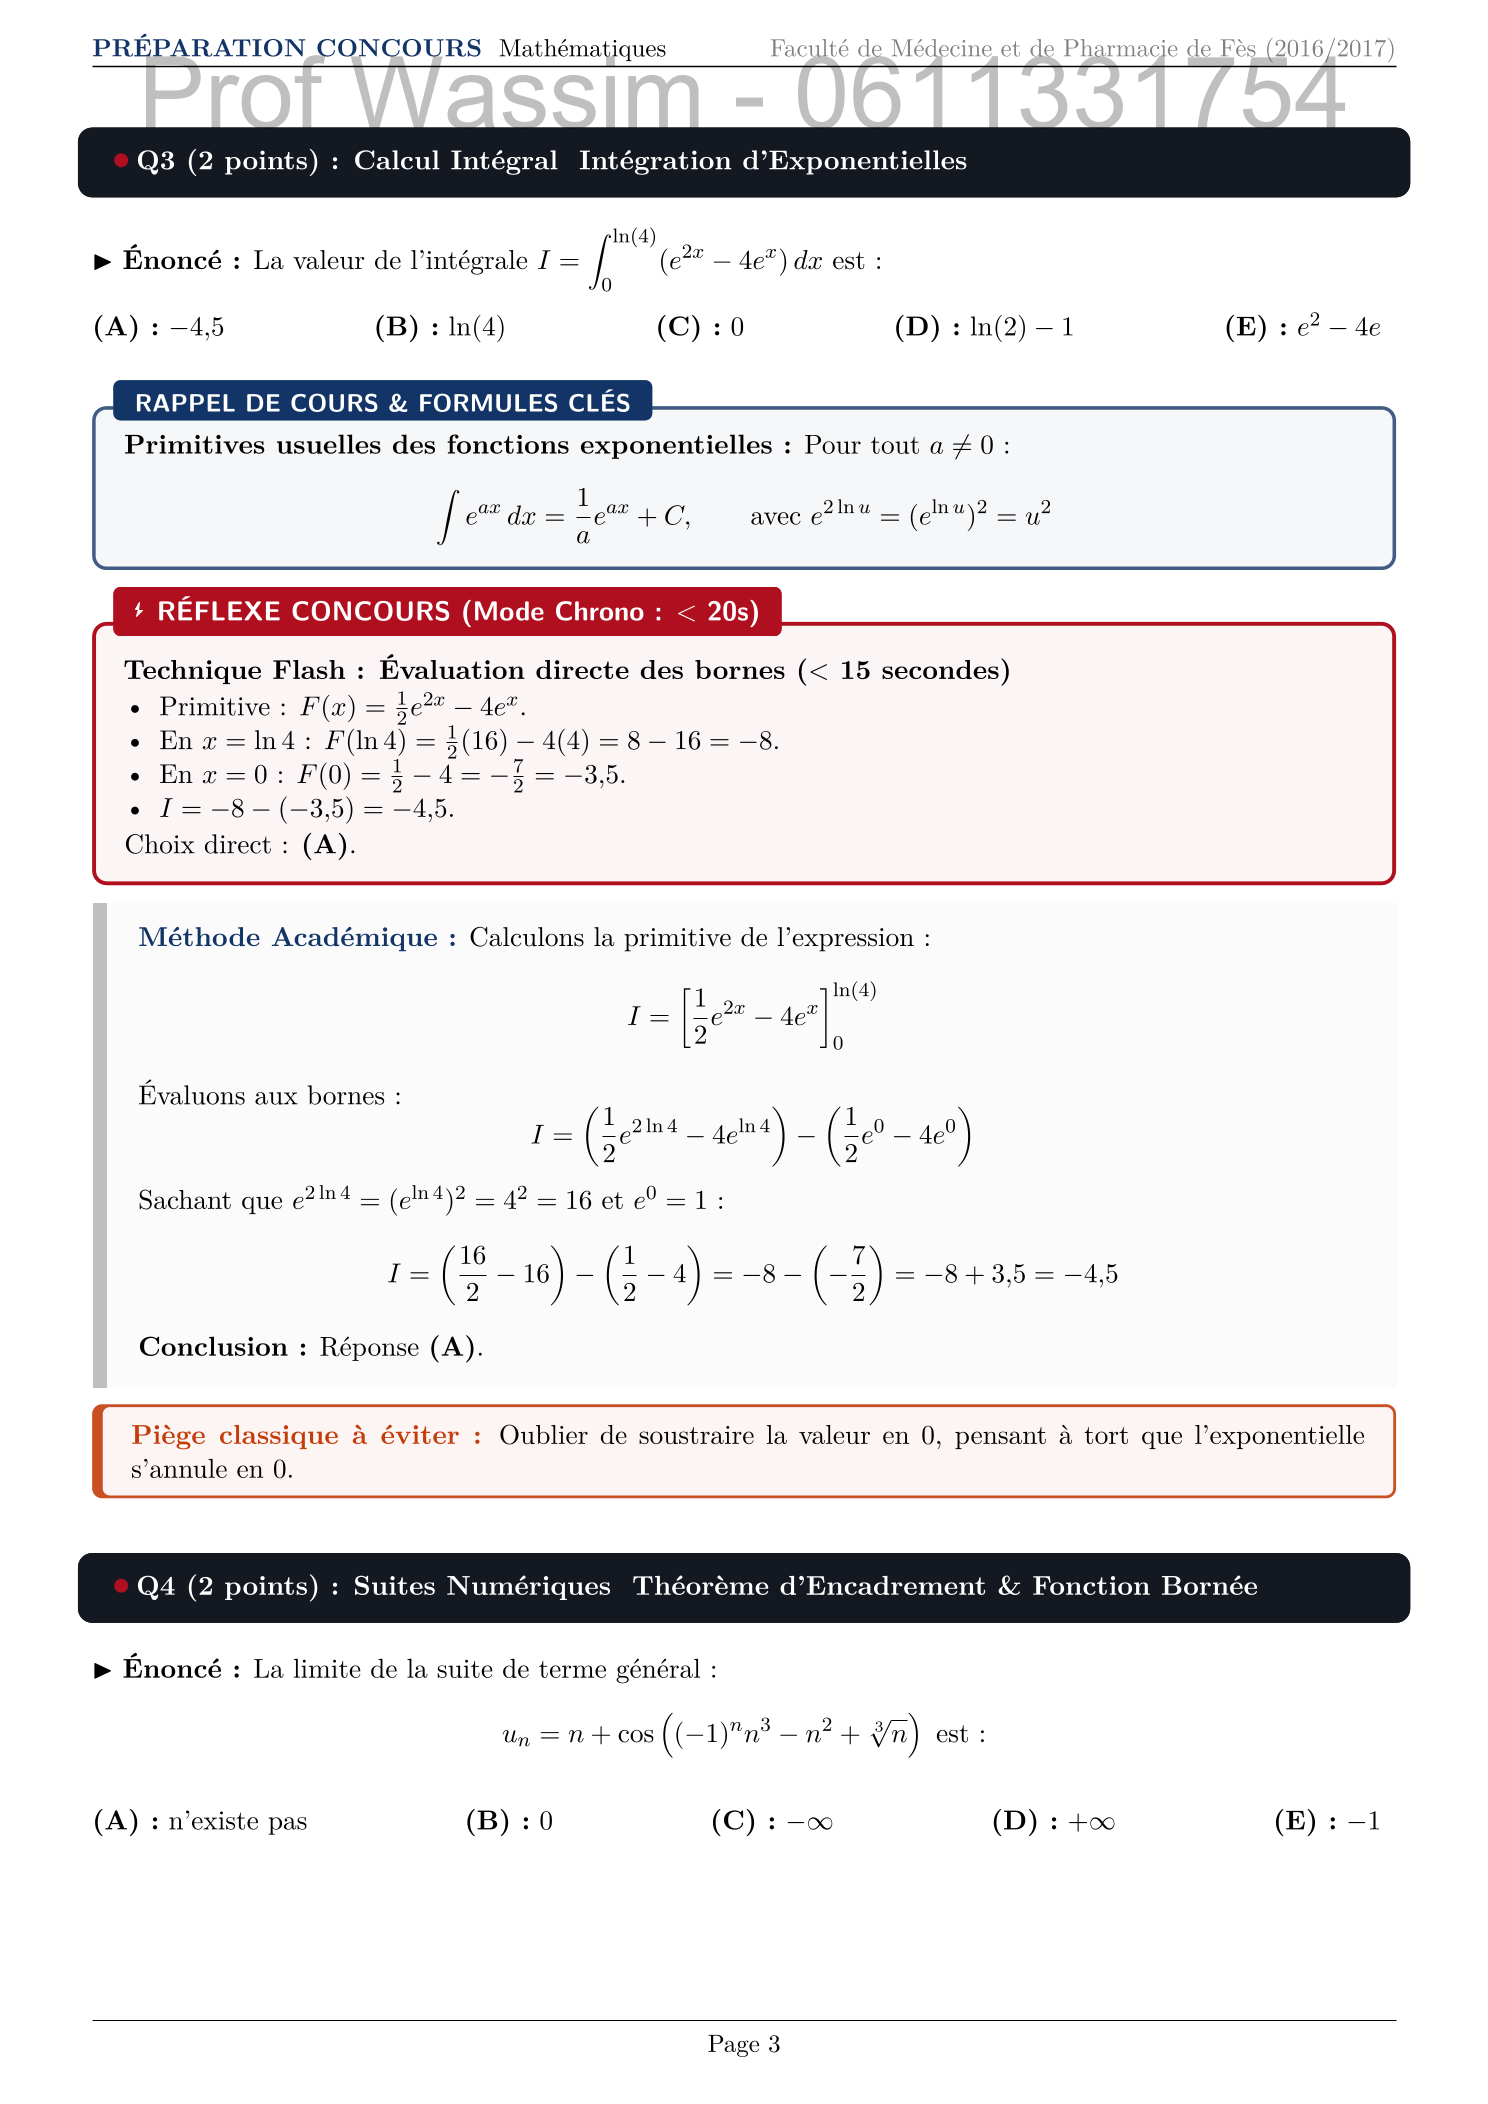 PRÉPARATION CONCOURS Mathématiques Faculté de Médecine et de Pharmacie de Fès (2016/2017)
Prof Wassim - 0611331754
• Q3 (2 points) : Calcul Intégral Intégration d'Exponentielles
▶ Énoncé : La valeur de l'intégrale I = ∫₀^{ln(4)} (e^{2x} − 4e^x) dx est :
(A) : −4,5 (B) : ln(4) (C) : 0 (D) : ln(2) − 1 (E) : e² − 4e
RAPPEL DE COURS & FORMULES CLÉS
Primitives usuelles des fonctions exponentielles : Pour tout a ≠ 0 :
∫ e^{ax} dx = 1/a e^{ax} + C, avec e^{2 ln u} = (e^{ln u})² = u²
RÉFLEXE CONCOURS (Mode Chrono : < 20s)
Technique Flash : Évaluation directe des bornes (< 15 secondes)
• Primitive : F(x) = 1/2 e^{2x} − 4e^x.
• En x = ln 4 : F(ln 4) = 1/2(16) − 4(4) = 8 − 16 = −8.
• En x = 0 : F(0) = 1/2 − 4 = −7/2 = −3,5.
• I = −8 − (−3,5) = −4,5.
Choix direct : (A).
Méthode Académique : Calculons la primitive de l'expression :
I = [1/2 e^{2x} − 4e^x]₀^{ln(4)}
Évaluons aux bornes :
I = (1/2 e^{2 ln 4} − 4e^{ln 4}) − (1/2 e⁰ − 4e⁰)
Sachant que e^{2 ln 4} = (e^{ln 4})² = 4² = 16 et e⁰ = 1 :
I = (16/2 − 16) − (1/2 − 4) = −8 − (−7/2) = −8 + 3,5 = −4,5
Conclusion : Réponse (A).
Piège classique à éviter : Oublier de soustraire la valeur en 0, pensant à tort que l'exponentielle
s'annule en 0.
• Q4 (2 points) : Suites Numériques Théorème d'Encadrement & Fonction Bornée
▶ Énoncé : La limite de la suite de terme général :
u_n = n + cos((−1)^n n³ − n² + ∛n) est :
(A) : n'existe pas (B) : 0 (C) : −∞ (D) : +∞ (E) : −1
Page 3